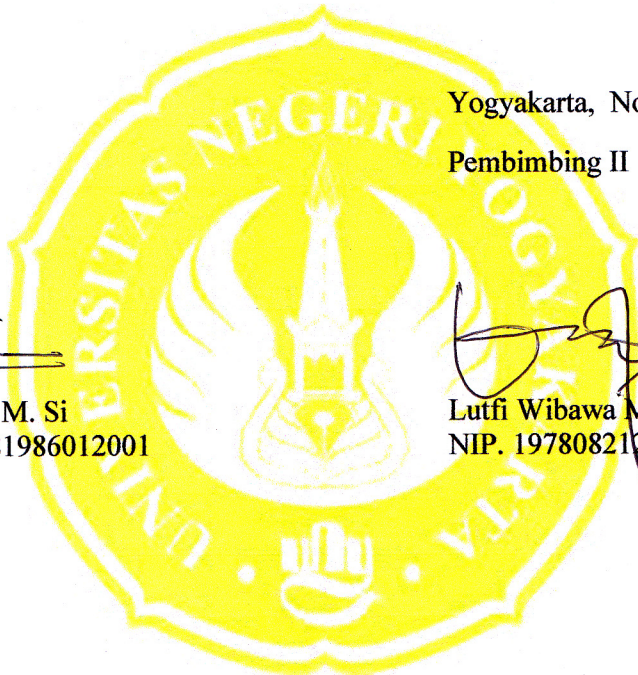 UNIVERSITAS NEGERI YOGYAKARTA
Yogyakarta, No
Pembimbing II
M. Si
1986012001
Lutfi Wibawa M
NIP. 19780821